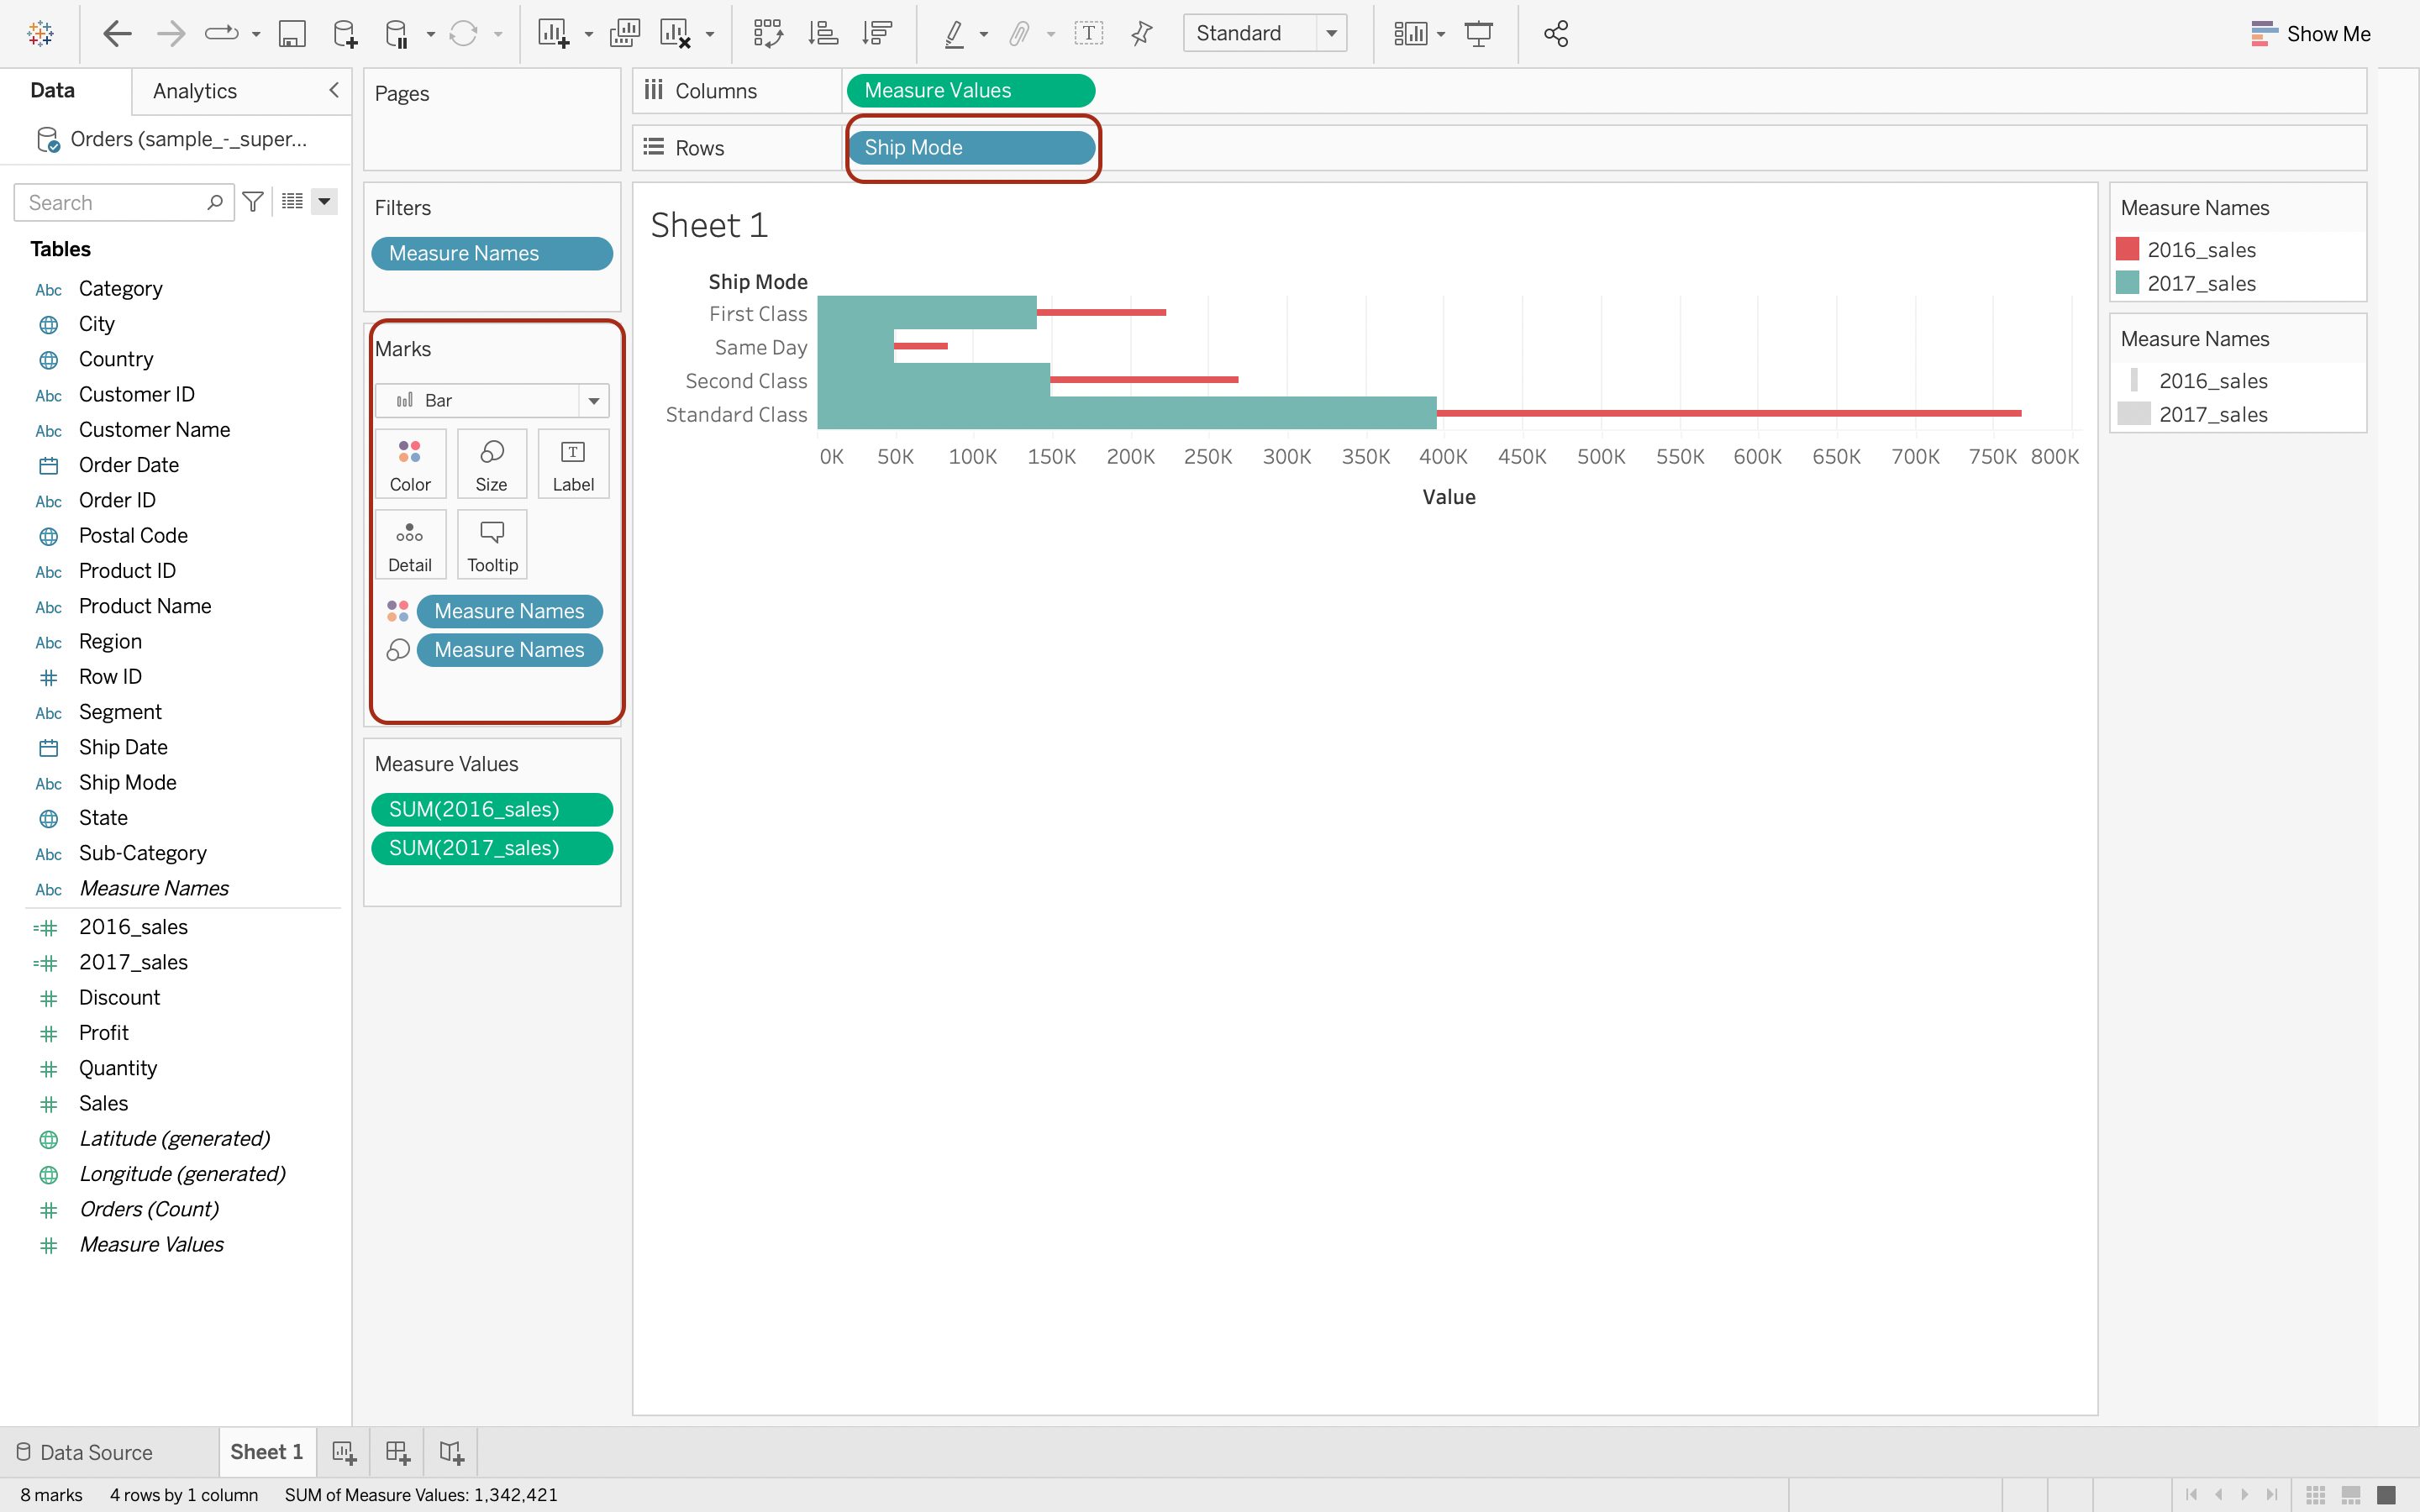 Standard
Show Me
Data
Analytics
Orders (sample_-_super...
Search
Tables
Abc Category
City
Country
Abc Customer ID
Abc Customer Name
Order Date
Abc Order ID
Postal Code
Abc Product ID
Abc Product Name
Abc Region
Row ID
Abc Segment
Ship Date
Abc Ship Mode
State
Abc Sub-Category
Abc Measure Names
=# 2016_sales
=# 2017_sales
# Discount
# Profit
# Quantity
# Sales
Latitude (generated)
Longitude (generated)
# Orders (Count)
# Measure Values
Pages
Filters
Measure Names
Marks
Bar
Color
Size
T
Label
Detail
Tooltip
Measure Names
Measure Names
Measure Values
SUM(2016_sales)
SUM(2017_sales)
Columns
Measure Values
Rows
Ship Mode
Sheet 1
Ship Mode
First Class
Same Day
Second Class
Standard Class
0K 50K 100K 150K 200K 250K 300K 350K 400K 450K 500K 550K 600K 650K 700K 750K 800K
Value
Measure Names
2016_sales
2017_sales
Measure Names
2016_sales
2017_sales
Data Source
Sheet 1
8 marks 4 rows by 1 column SUM of Measure Values: 1,342,421